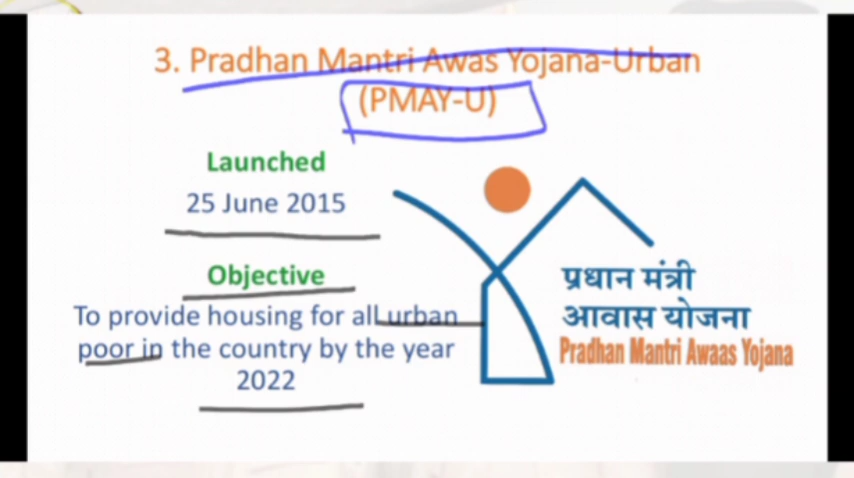 3. Pradhan Mantri Awas Yojana-Urban
(PMAY-U)
Launched
25 June 2015
Objective
To provide housing for all urban
poor in the country by the year
2022
प्रधान मंत्री
आवास योजना
Pradhan Mantri Awaas Yojana